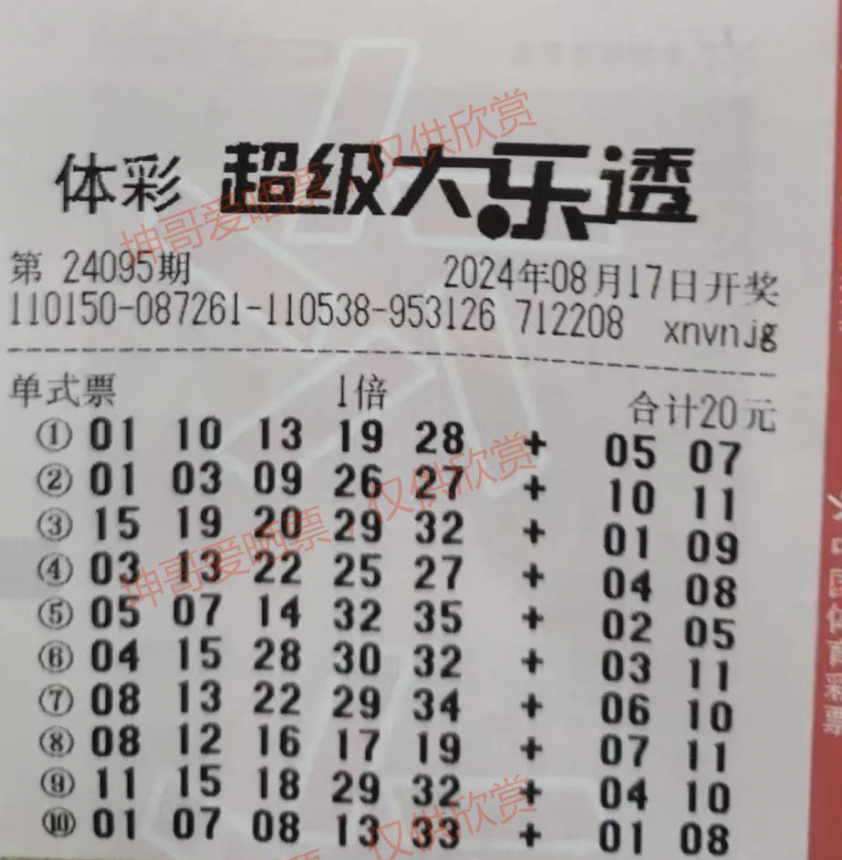 体彩 超级大乐透
第 24095期 2024年08月17日开奖
110150-087261-110538-953126 712208 xnvnjg
单式票 1倍 合计20元
① 01 10 13 19 28 + 05 07
② 01 03 09 26 27 + 10 11
③ 15 19 20 29 32 + 01 09
④ 03 13 22 25 27 + 04 08
⑤ 05 07 14 32 35 + 02 05
⑥ 04 15 28 30 32 + 03 11
⑦ 08 13 22 29 34 + 06 10
⑧ 08 12 16 17 19 + 07 11
⑨ 11 15 18 29 32 + 04 10
⑩ 01 07 08 13 33 + 01 08
坤哥爱晒票，仅供欣赏
坤哥爱晒票，仅供欣赏
仅供欣赏
中国体育彩票